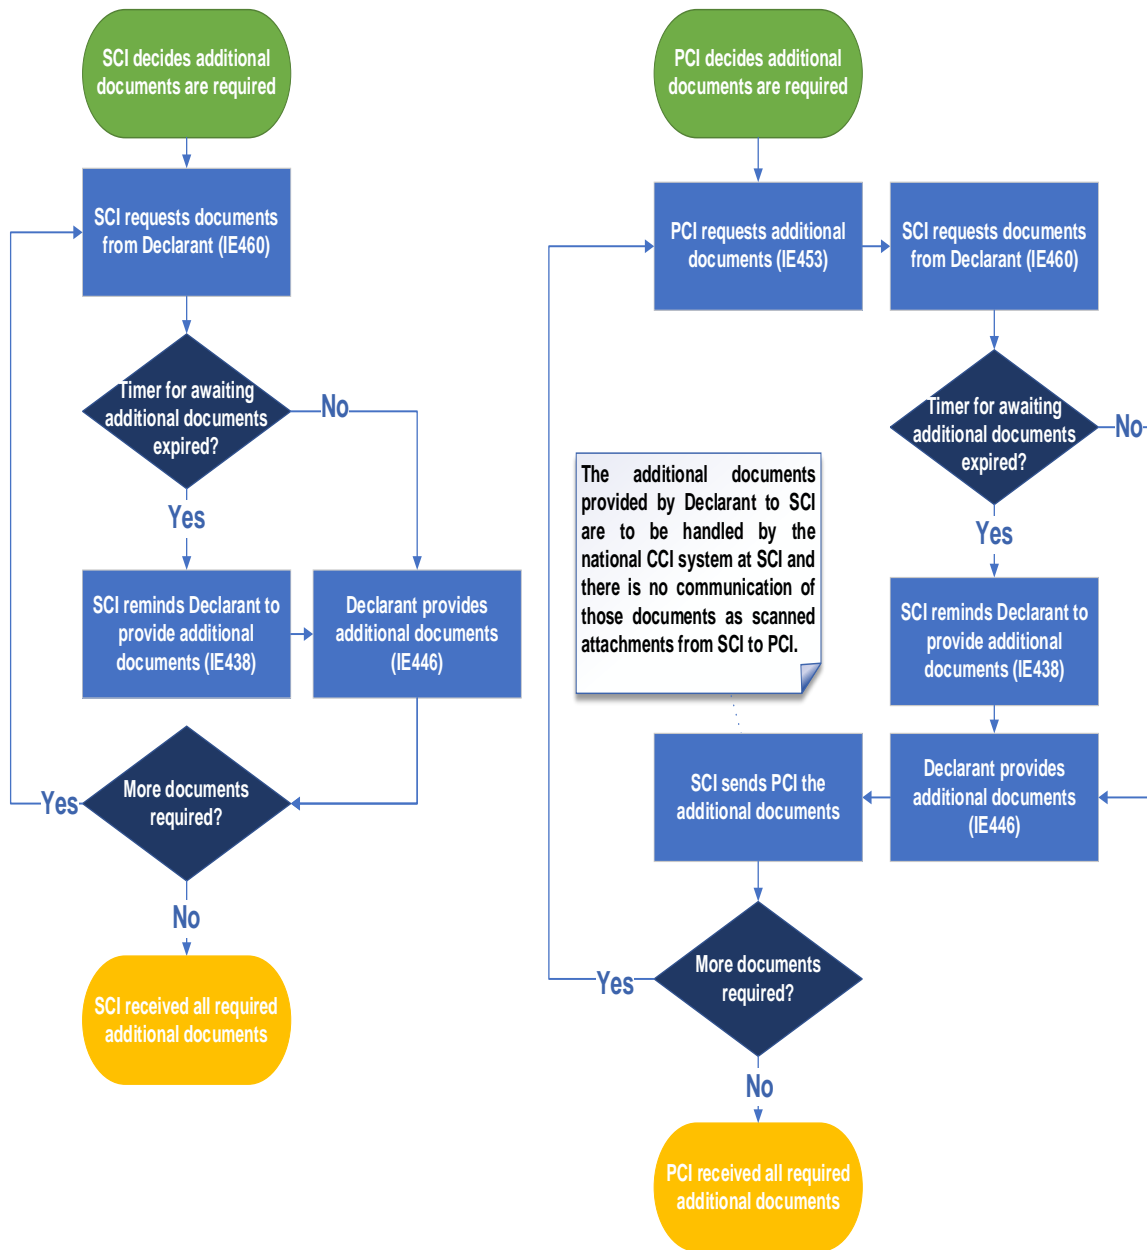 SCI decides additional
documents are required
SCI requests documents
from Declarant (IE460)
Timer for awaiting
additional documents
expired?
No
Yes
SCI reminds Declarant to
provide additional
documents (IE438)
Declarant provides
additional documents
(IE446)
More documents
required?
Yes
No
SCI received all required
additional documents
PCI decides additional
documents are required
PCI requests additional
documents (IE453)
SCI requests documents
from Declarant (IE460)
Timer for awaiting
additional documents
expired?
No
Yes
The additional documents
provided by Declarant to SCI
are to be handled by the
national CCI system at SCI and
there is no communication of
those documents as scanned
attachments from SCI to PCI.
SCI reminds Declarant to
provide additional
documents (IE438)
Declarant provides
additional documents
(IE446)
SCI sends PCI the
additional documents
More documents
required?
Yes
No
PCI received all required
additional documents